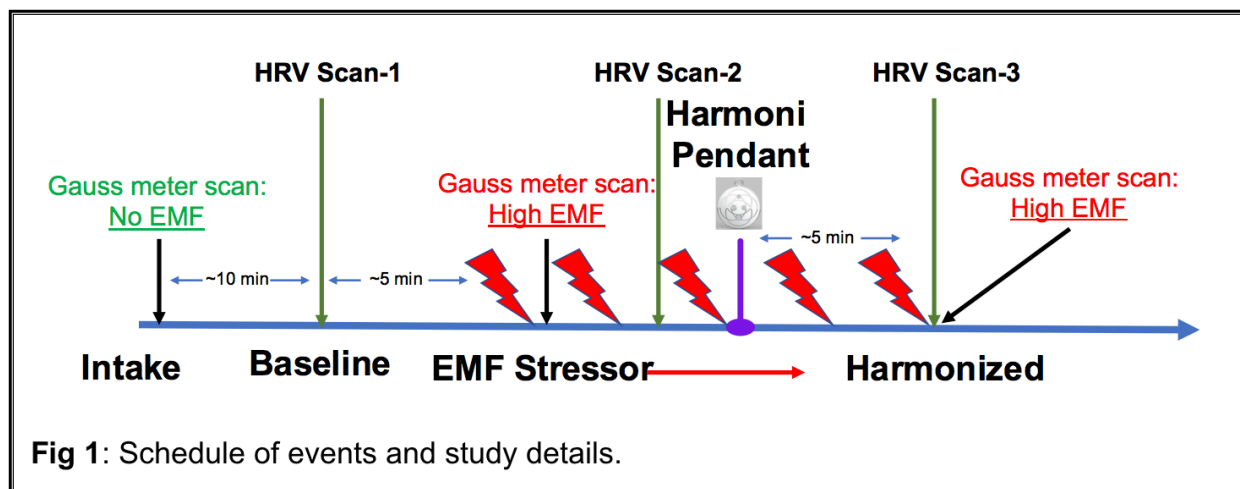 HRV Scan-1
HRV Scan-2
HRV Scan-3
Harmoni
Pendant
Gauss meter scan:
No EMF
Gauss meter scan:
High EMF
Gauss meter scan:
High EMF
~10 min
~5 min
~5 min
Intake
Baseline
EMF Stressor
Harmonized
Fig 1: Schedule of events and study details.